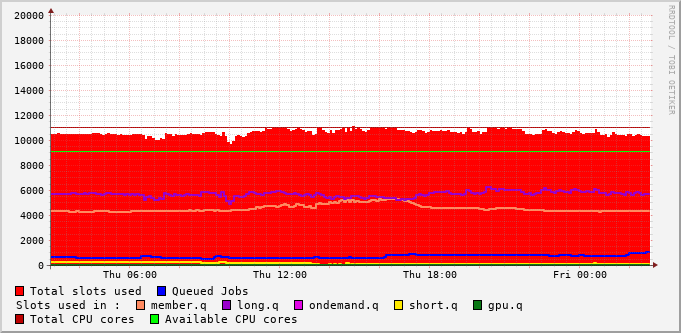 RRDTOOL / TOBI OETIKER
20000
18000
16000
14000
12000
10000
8000
6000
4000
2000
0
Thu 06:00 Thu 12:00 Thu 18:00 Fri 00:00
Total slots used Queued Jobs
Slots used in : member.q long.q ondemand.q short.q gpu.q
Total CPU cores Available CPU cores